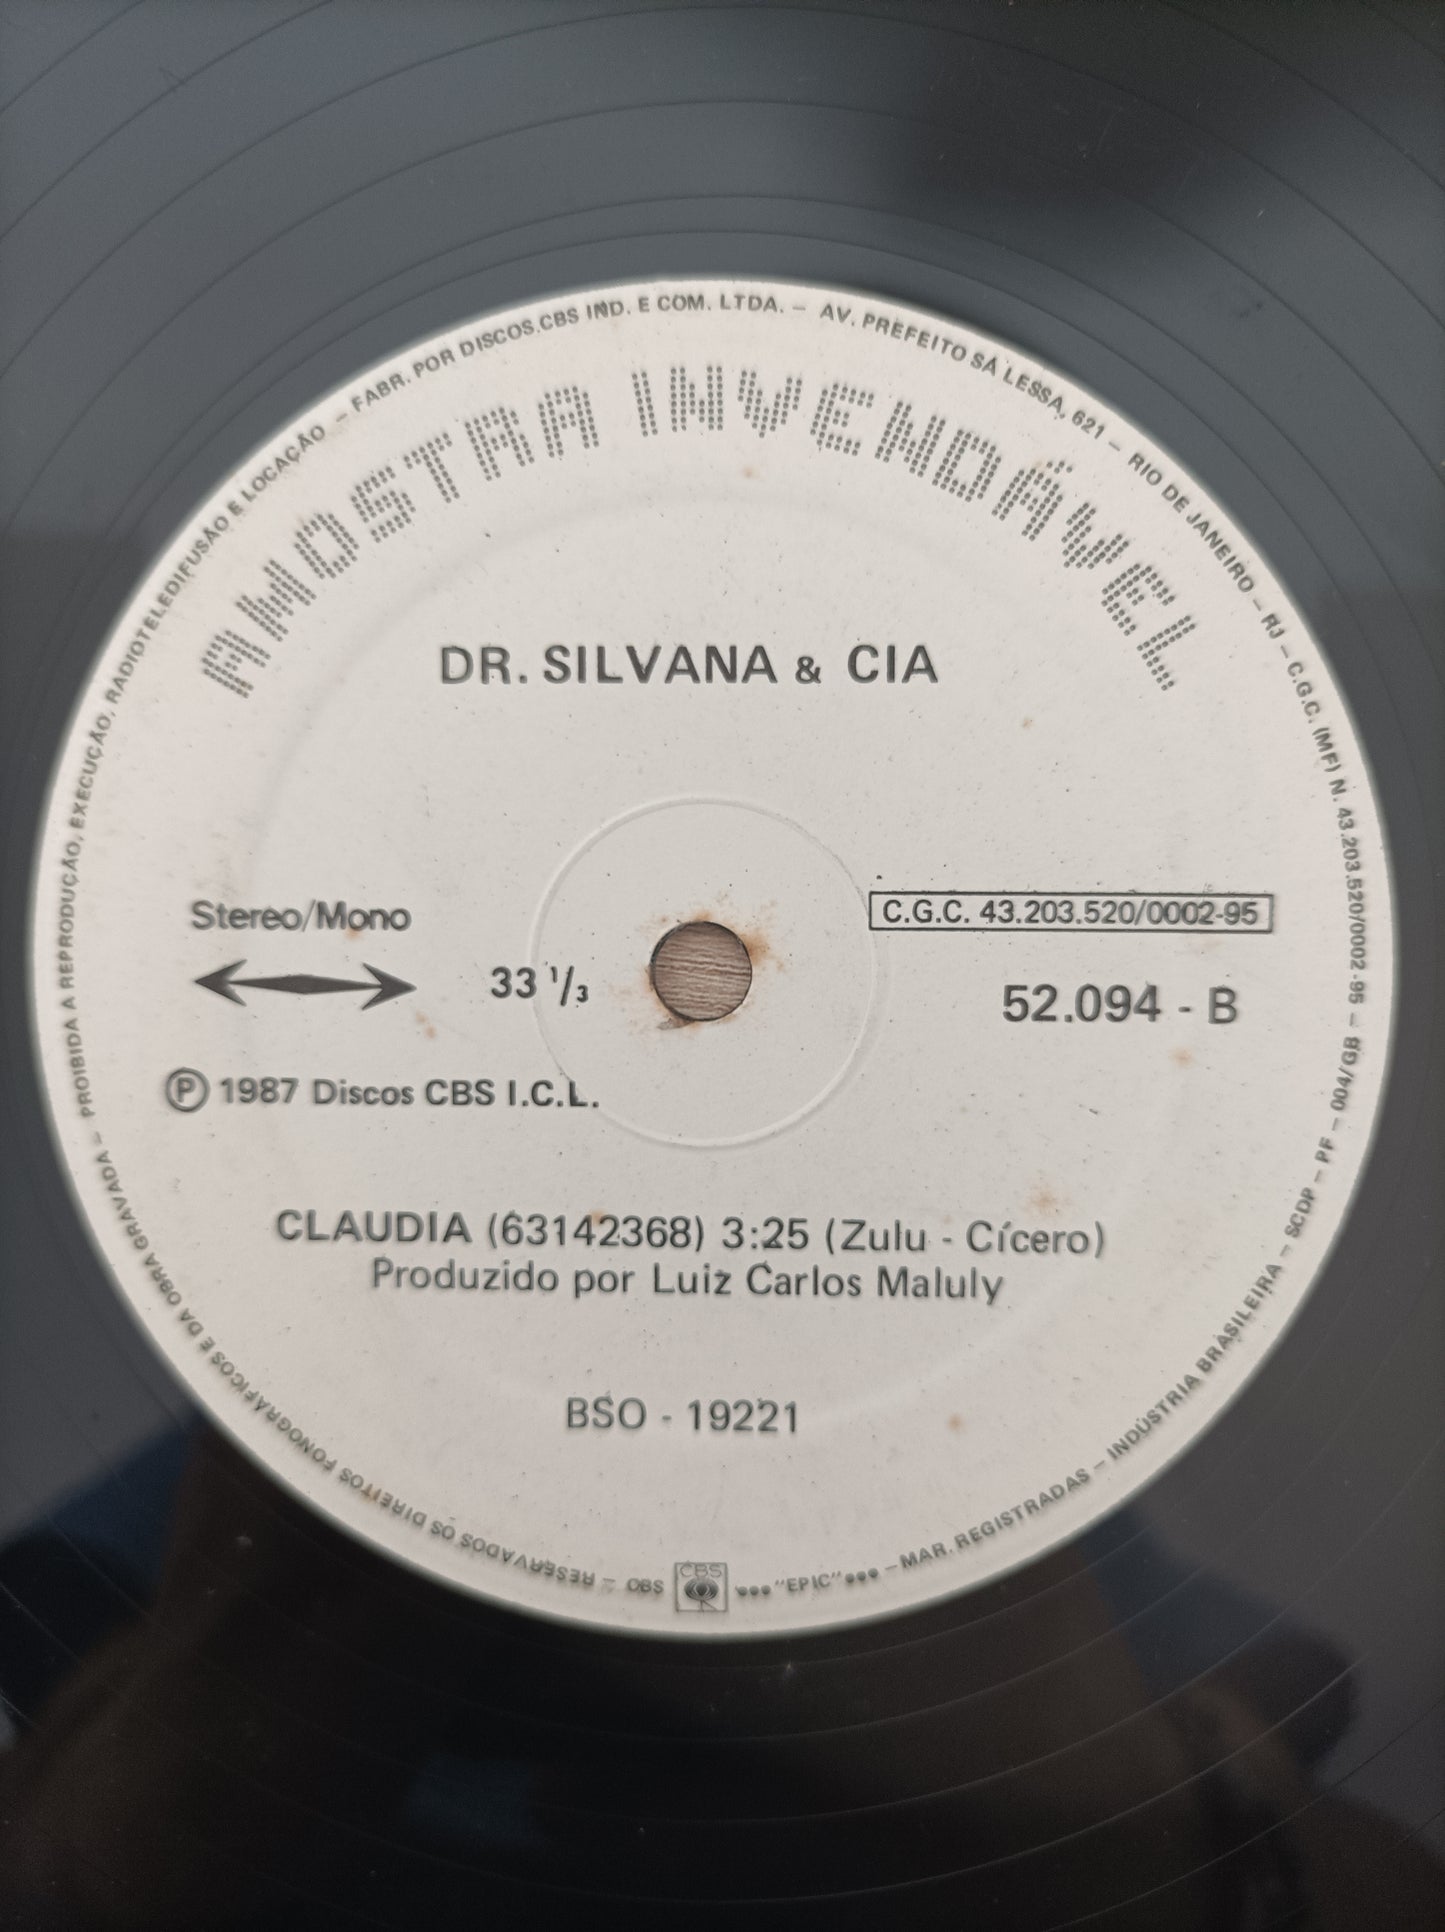 FABR. POR DISCOS CBS IND. E COM. LTDA. – AV. PREFEITO SÁ LESSA, 621 – RIO DE JANEIRO – RJ – C.G.C. (MF) N. 43.203.520/0002-95 – 004/GB – PF – SCDP – INDÚSTRIA BRASILEIRA – MAR. REGISTRADAS – "EPIC" CBS OBS – RESERVADOS OS DIREITOS FONOGRÁFICOS E DA OBRA GRAVADA – PROIBIDA A REPRODUÇÃO, EXECUÇÃO, RADIOTELEDIFUSÃO E LOCAÇÃO –
AMOSTRA INVENDÁVEL
DR. SILVANA & CIA
Stereo/Mono
C.G.C. 43.203.520/0002-95
33 1/3
52.094 - B
Ⓟ 1987 Discos CBS I.C.L.
CLAUDIA (63142368) 3:25 (Zulu - Cícero)
Produzido por Luiz Carlos Maluly
BSO - 19221